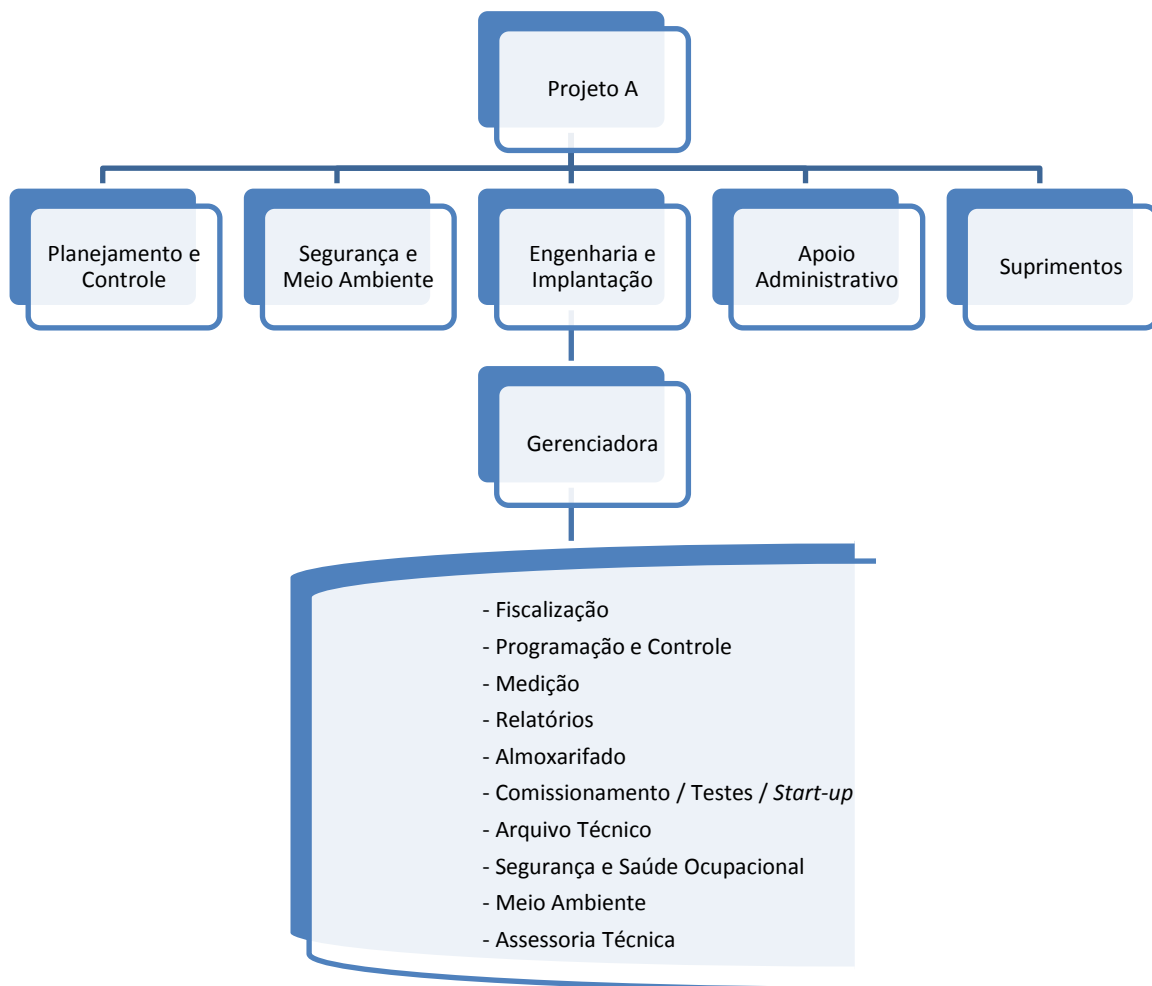 Projeto A
Planejamento e
Controle
Segurança e
Meio Ambiente
Engenharia e
Implantação
Apoio
Administrativo
Suprimentos
Gerenciadora
- Fiscalização
- Programação e Controle
- Medição
- Relatórios
- Almoxarifado
- Comissionamento / Testes / Start-up
- Arquivo Técnico
- Segurança e Saúde Ocupacional
- Meio Ambiente
- Assessoria Técnica